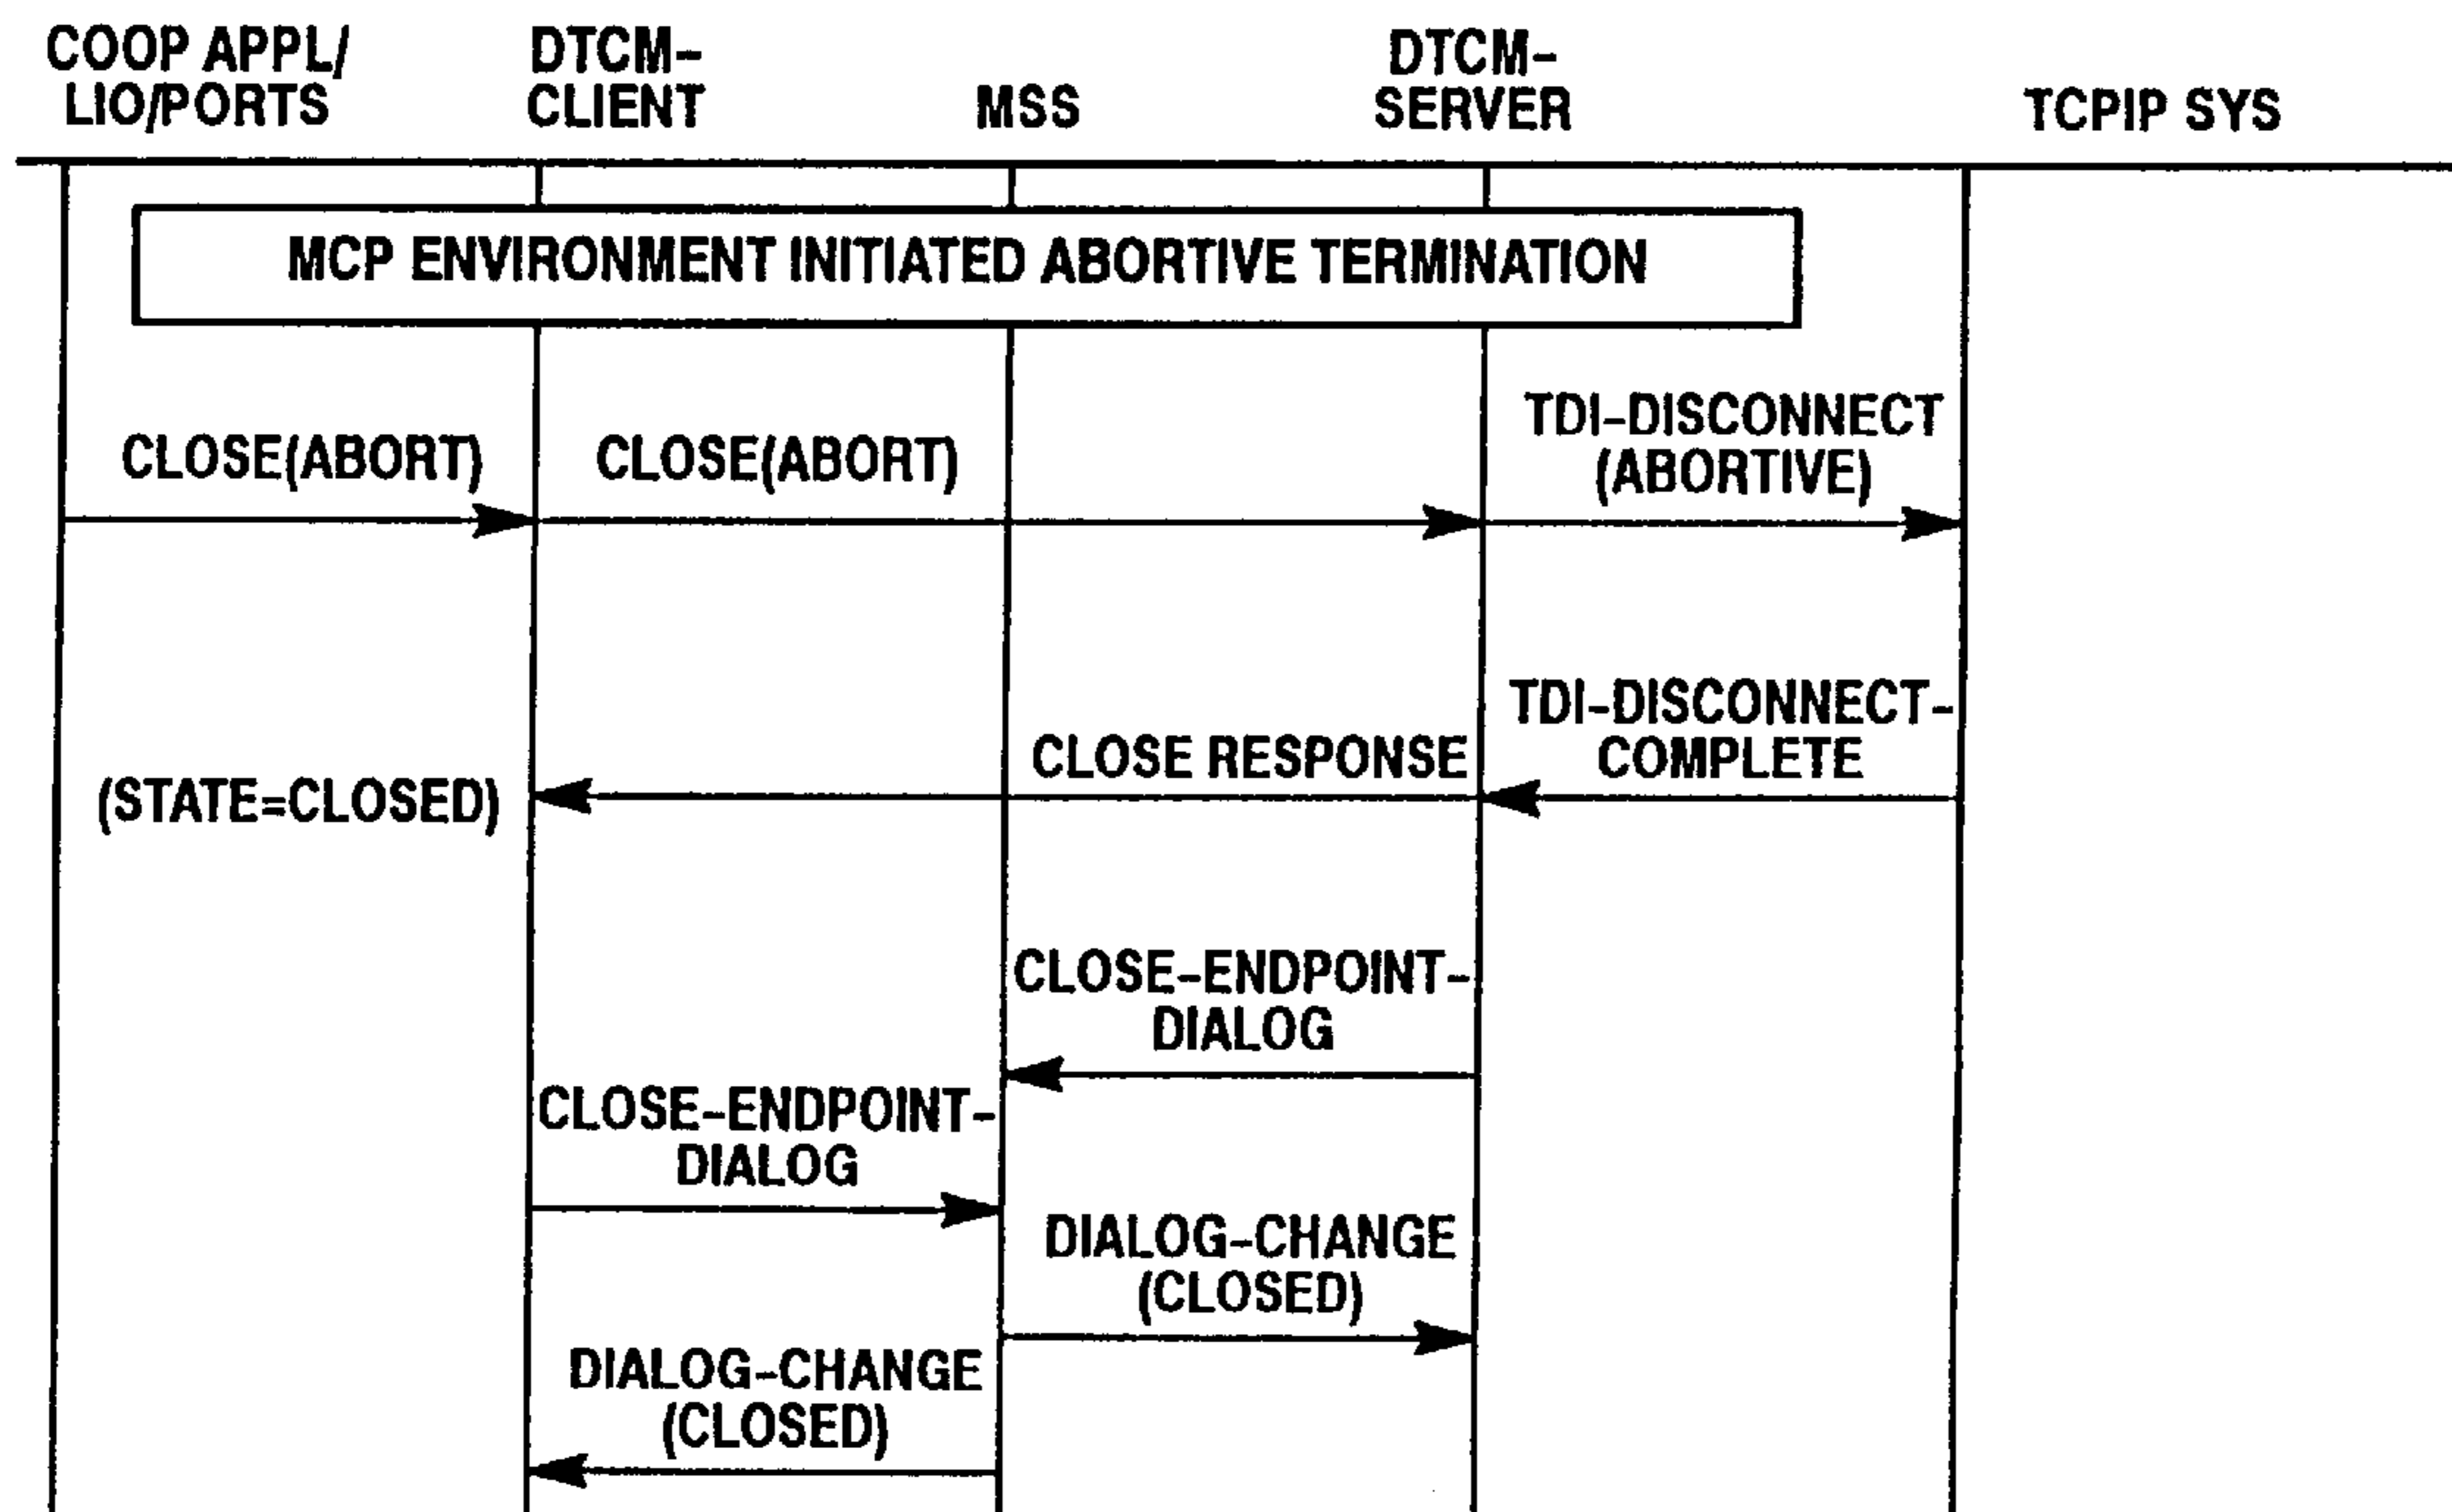 COOP APPL/
LIO/PORTS
DTCM-
CLIENT
MSS
DTCM-
SERVER
TCPIP SYS
MCP ENVIRONMENT INITIATED ABORTIVE TERMINATION
CLOSE(ABORT)
CLOSE(ABORT)
TDI-DISCONNECT
(ABORTIVE)
TDI-DISCONNECT-
COMPLETE
CLOSE RESPONSE
(STATE=CLOSED)
CLOSE-ENDPOINT-
DIALOG
CLOSE-ENDPOINT-
DIALOG
DIALOG-CHANGE
(CLOSED)
DIALOG-CHANGE
(CLOSED)